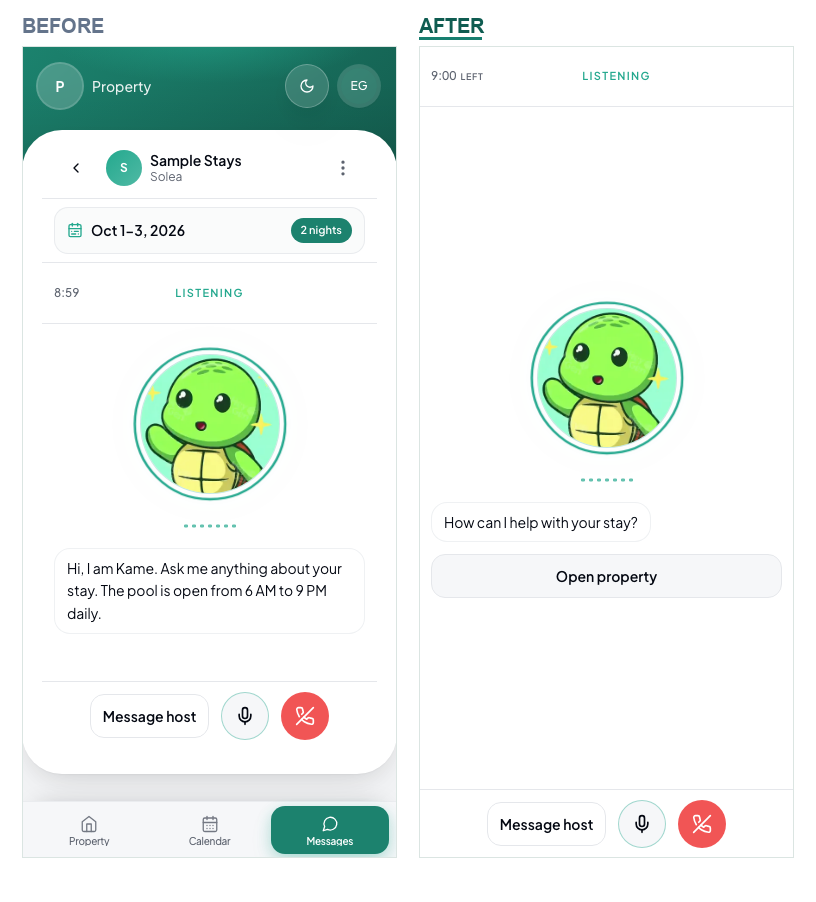 BEFORE
P
Property
EG
S
Sample Stays
Solea
Oct 1–3, 2026
2 nights
8:59
LISTENING
Hi, I am Kame. Ask me anything about your
stay. The pool is open from 6 AM to 9 PM
daily.
Message host
Property
Calendar
Messages
AFTER
9:00 LEFT
LISTENING
How can I help with your stay?
Open property
Message host